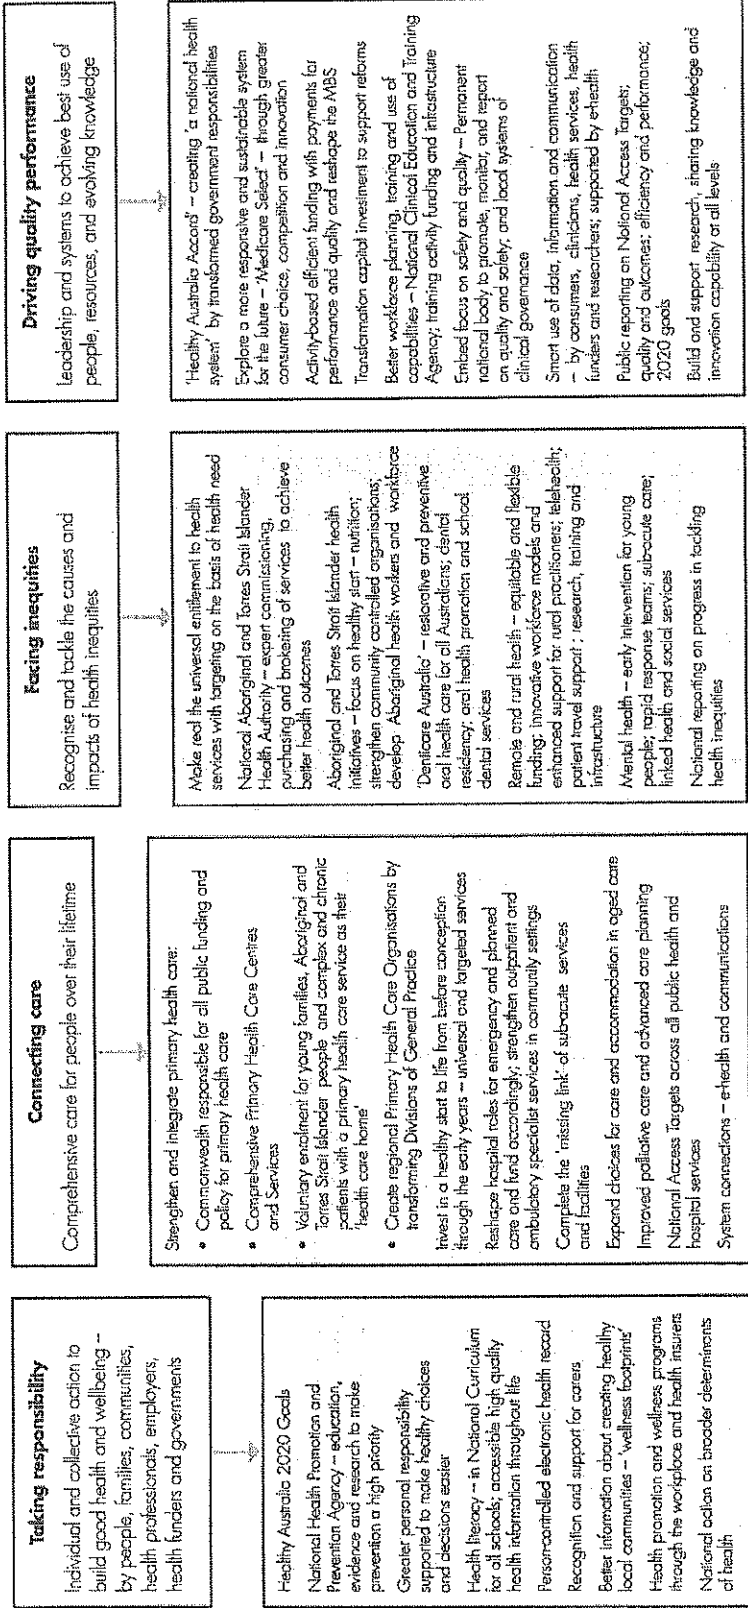 Taking responsibility
Individual and collective action to
build good health and wellbeing –
by people, families, communities,
health professionals, employers,
health funders and governments
Healthy Australia 2020 Goals
National Health Promotion and
Prevention Agency – education,
evidence and research to make
prevention a high priority
Greater personal responsibility
supported to make healthy choices
and decisions easier
Health literacy – in National Curriculum
for all schools; accessible high quality
health information throughout life
Person-controlled electronic health record
Recognition and support for carers
Better information about creating healthy
local communities – 'wellness footprints'
Health promotion and wellness programs
through the workplace and health insurers
National action on broader determinants
of health
Connecting care
Comprehensive care for people over their lifetime
Strengthen and integrate primary health care:
• Commonwealth responsible for all public funding and
policy for primary health care
• Comprehensive Primary Health Care Centres
and Services
• Voluntary enrolment for young families, Aboriginal and
Torres Strait Islander people and complex and chronic
patients with a primary health care service as their
'health care home'
• Create regional Primary Health Care Organisations by
transforming Divisions of General Practice
Invest in a healthy start to life from before conception
through the early years – universal and targeted services
Reshape hospital roles for emergency and planned
care and fund accordingly; strengthen outpatient and
ambulatory specialist services in community settings
Complete the 'missing link' of subacute services
and facilities
Expand choices for care and accommodation in aged care
Improved palliative care and advanced care planning
National Access Targets across all public health and
hospital services
System connections – e-health and communications
Facing inequities
Recognise and tackle the causes and
impacts of health inequities
Make real the universal entitlement to health
services with targeting on the basis of health need
National Aboriginal and Torres Strait Islander
Health Authority – expert commissioning,
purchasing and brokering of services to achieve
better health outcomes
Aboriginal and Torres Strait Islander health
initiatives – focus on healthy start – nutrition;
strengthen community controlled organisations;
develop Aboriginal health workers and workforce
'Denticare Australia' – restorative and preventive
oral health care for all Australians; dental
residency; oral health promotion and school
dental services
Remote and rural health – equitable and flexible
funding; innovative workforce models and
enhanced support for rural practitioners; telehealth;
patient travel support; research, training and
infrastructure
Mental health – early intervention for young
people; rapid response teams; sub-acute care;
linked health and social services
National reporting on progress in tackling
health inequities
Driving quality performance
Leadership and systems to achieve best use of
people, resources, and evolving knowledge
'Healthy Australia Accord' – creating 'a national health
system' by transformed government responsibilities
Explore a more responsive and sustainable system
for the future – 'Medicare Select' – through greater
consumer choice, competition and innovation
Activity-based efficient funding with payments for
performance and quality and reshape the MBS
Transformation capital investment to support reforms
Better workforce planning, training and use of
capabilities – National Clinical Education and Training
Agency; training activity funding and infrastructure
Embed focus on safety and quality – Permanent
national body to promote, monitor, and report
on quality and safety; and local systems of
clinical governance
Smart use of data, information and communication
– by consumers, clinicians, health services, health
funders and researchers; supported by e-health
Public reporting on National Access Targets;
quality and outcomes; efficiency and performance;
2020 goals
Build and support research, sharing knowledge and
innovation capability at all levels